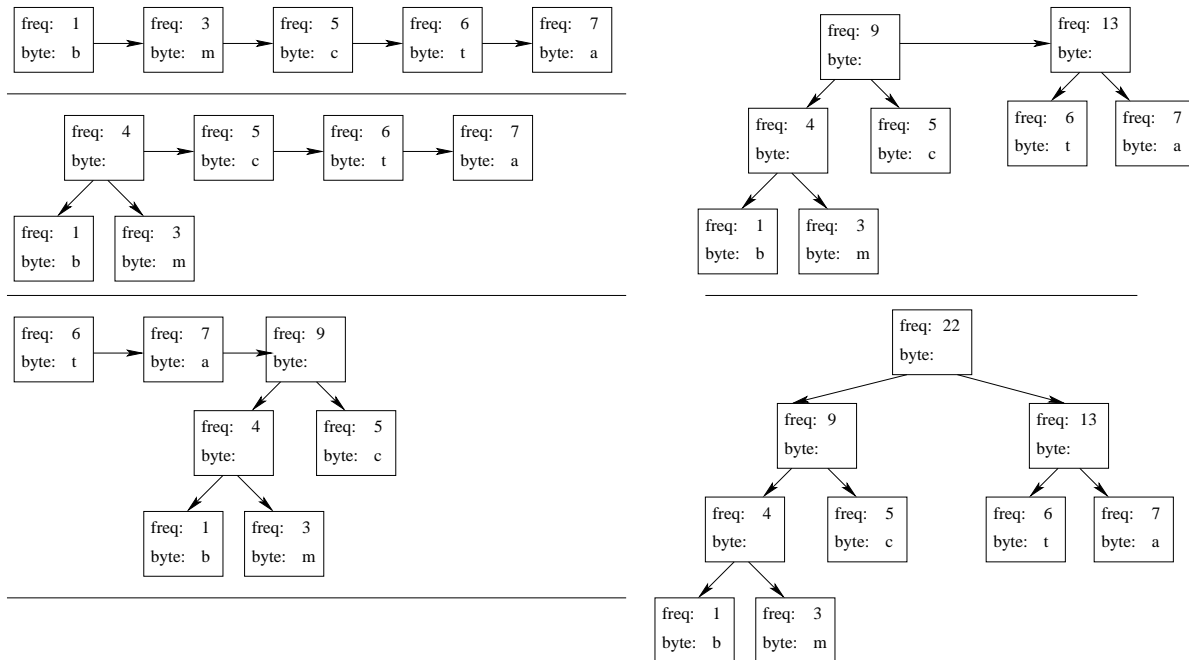 freq: 1
byte: b
freq: 3
byte: m
freq: 5
byte: c
freq: 6
byte: t
freq: 7
byte: a
freq: 4
byte:
freq: 5
byte: c
freq: 6
byte: t
freq: 7
byte: a
freq: 1
byte: b
freq: 3
byte: m
freq: 6
byte: t
freq: 7
byte: a
freq: 9
byte:
freq: 4
byte:
freq: 5
byte: c
freq: 1
byte: b
freq: 3
byte: m
freq: 9
byte:
freq: 13
byte:
freq: 4
byte:
freq: 5
byte: c
freq: 6
byte: t
freq: 7
byte: a
freq: 1
byte: b
freq: 3
byte: m
freq: 22
byte:
freq: 9
byte:
freq: 13
byte:
freq: 4
byte:
freq: 5
byte: c
freq: 6
byte: t
freq: 7
byte: a
freq: 1
byte: b
freq: 3
byte: m